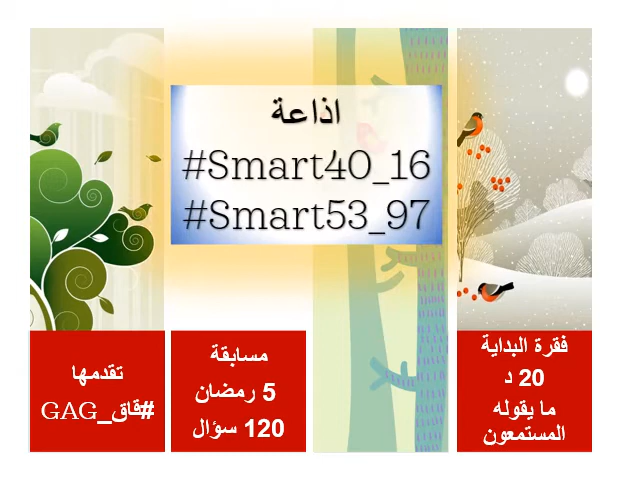 اذاعة
#Smart40_16
#Smart53_97
فقرة البداية
20 د
ما يقوله
المستمعون
مسابقة
5 رمضان
120 سؤال
تقدمها
#قاق_GAG